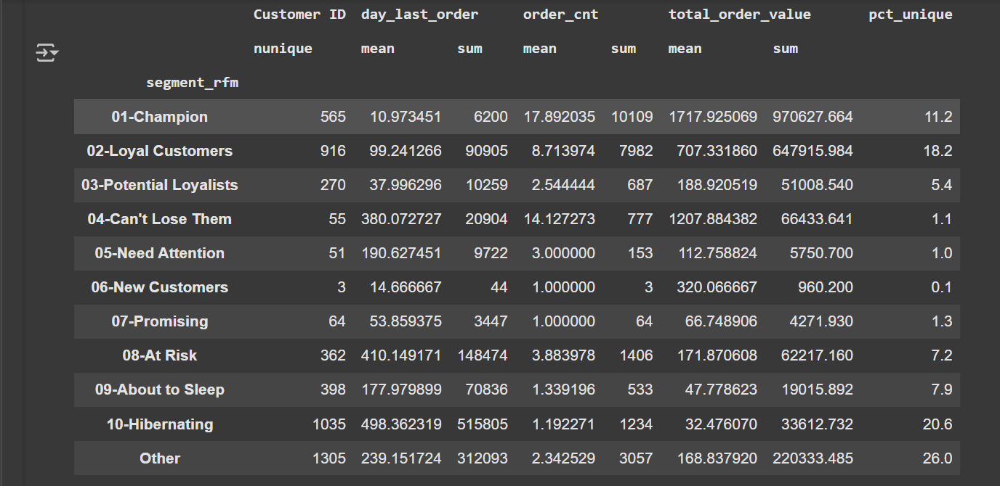 Customer ID day_last_order order_cnt total_order_value pct_unique
nunique mean sum mean sum mean sum
segment_rfm
01-Champion 565 10.973451 6200 17.892035 10109 1717.925069 970627.664 11.2
02-Loyal Customers 916 99.241266 90905 8.713974 7982 707.331860 647915.984 18.2
03-Potential Loyalists 270 37.996296 10259 2.544444 687 188.920519 51008.540 5.4
04-Can't Lose Them 55 380.072727 20904 14.127273 777 1207.884382 66433.641 1.1
05-Need Attention 51 190.627451 9722 3.000000 153 112.758824 5750.700 1.0
06-New Customers 3 14.666667 44 1.000000 3 320.066667 960.200 0.1
07-Promising 64 53.859375 3447 1.000000 64 66.748906 4271.930 1.3
08-At Risk 362 410.149171 148474 3.883978 1406 171.870608 62217.160 7.2
09-About to Sleep 398 177.979899 70836 1.339196 533 47.778623 19015.892 7.9
10-Hibernating 1035 498.362319 515805 1.192271 1234 32.476070 33612.732 20.6
Other 1305 239.151724 312093 2.342529 3057 168.837920 220333.485 26.0